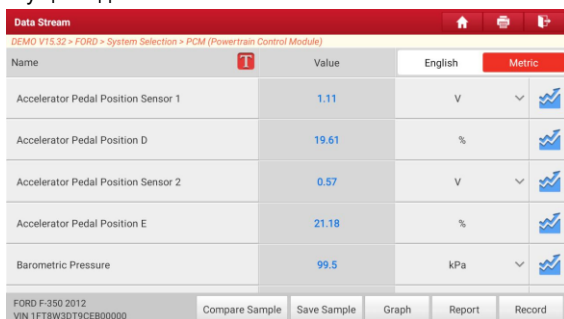 Data Stream
DEMO V15.32 > FORD > System Selection > PCM (Powertrain Control Module)
Name T Value English Metric
Accelerator Pedal Position Sensor 1 1.11 V
Accelerator Pedal Position D 19.61 %
Accelerator Pedal Position Sensor 2 0.57 V
Accelerator Pedal Position E 21.18 %
Barometric Pressure 99.5 kPa
FORD F-350 2012
VIN 1FT8W3DT9CEB00000
Compare Sample Save Sample Graph Report Record